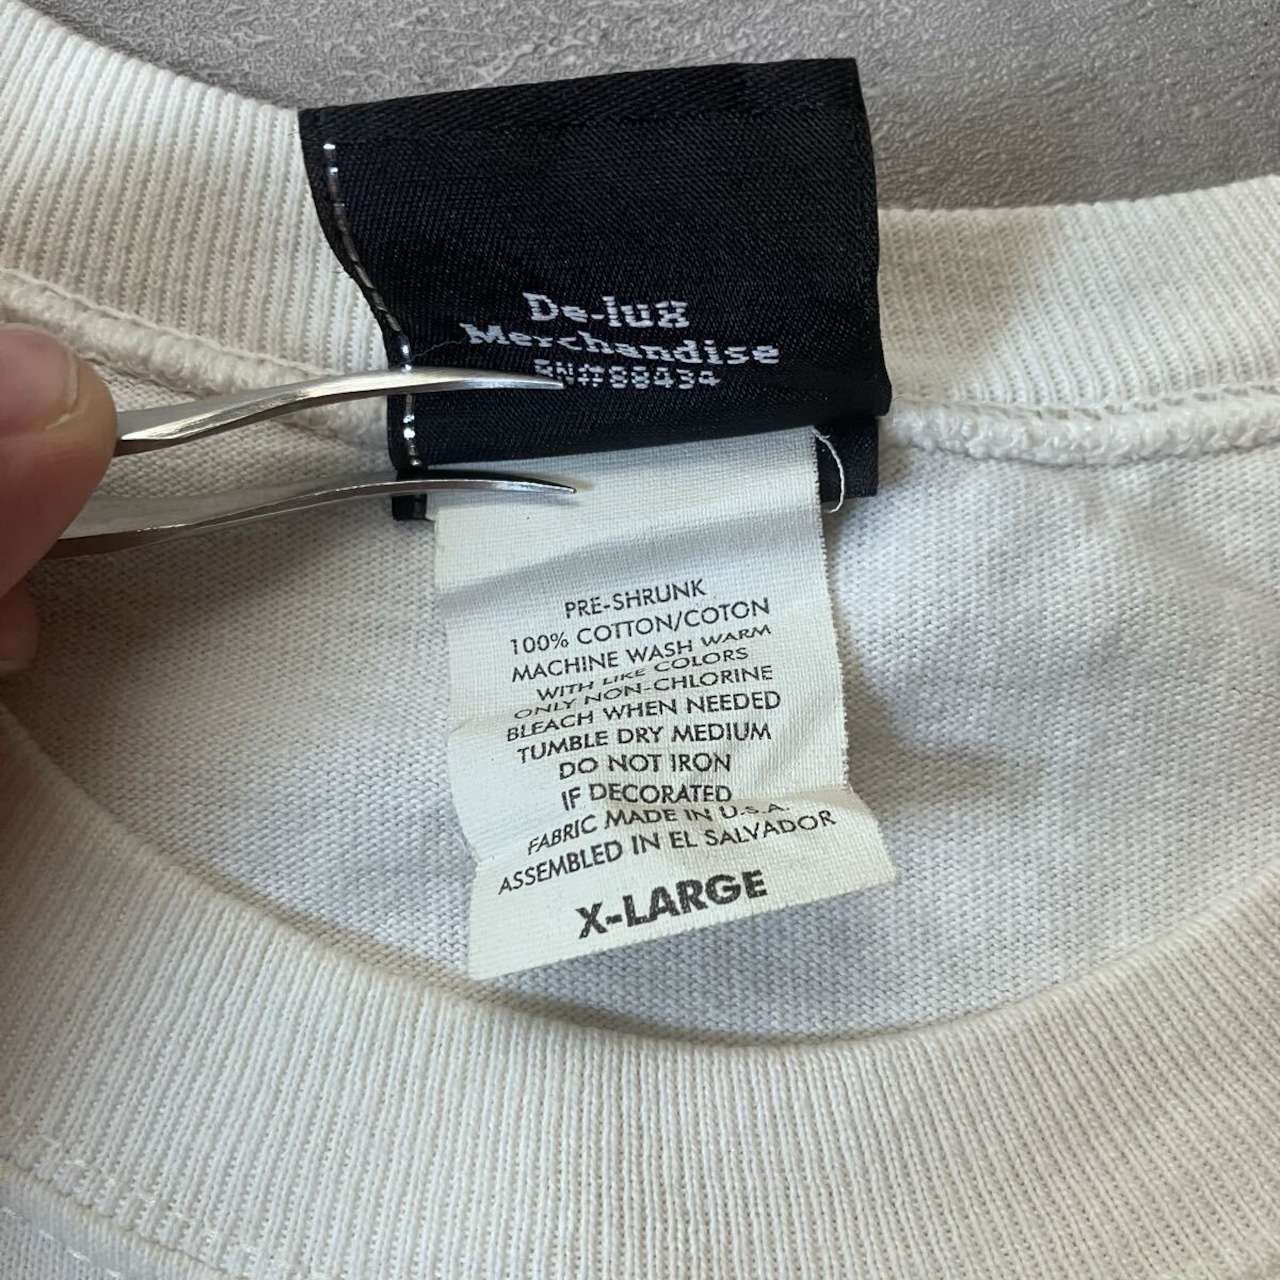 De-lux
Merchandise
RN#88434
PRE-SHRUNK
100% COTTON/COTON
MACHINE WASH WARM
WITH LIKE COLORS
ONLY NON-CHLORINE
BLEACH WHEN NEEDED
TUMBLE DRY MEDIUM
DO NOT IRON
IF DECORATED
FABRIC MADE IN U.S.A.
ASSEMBLED IN EL SALVADOR
X-LARGE